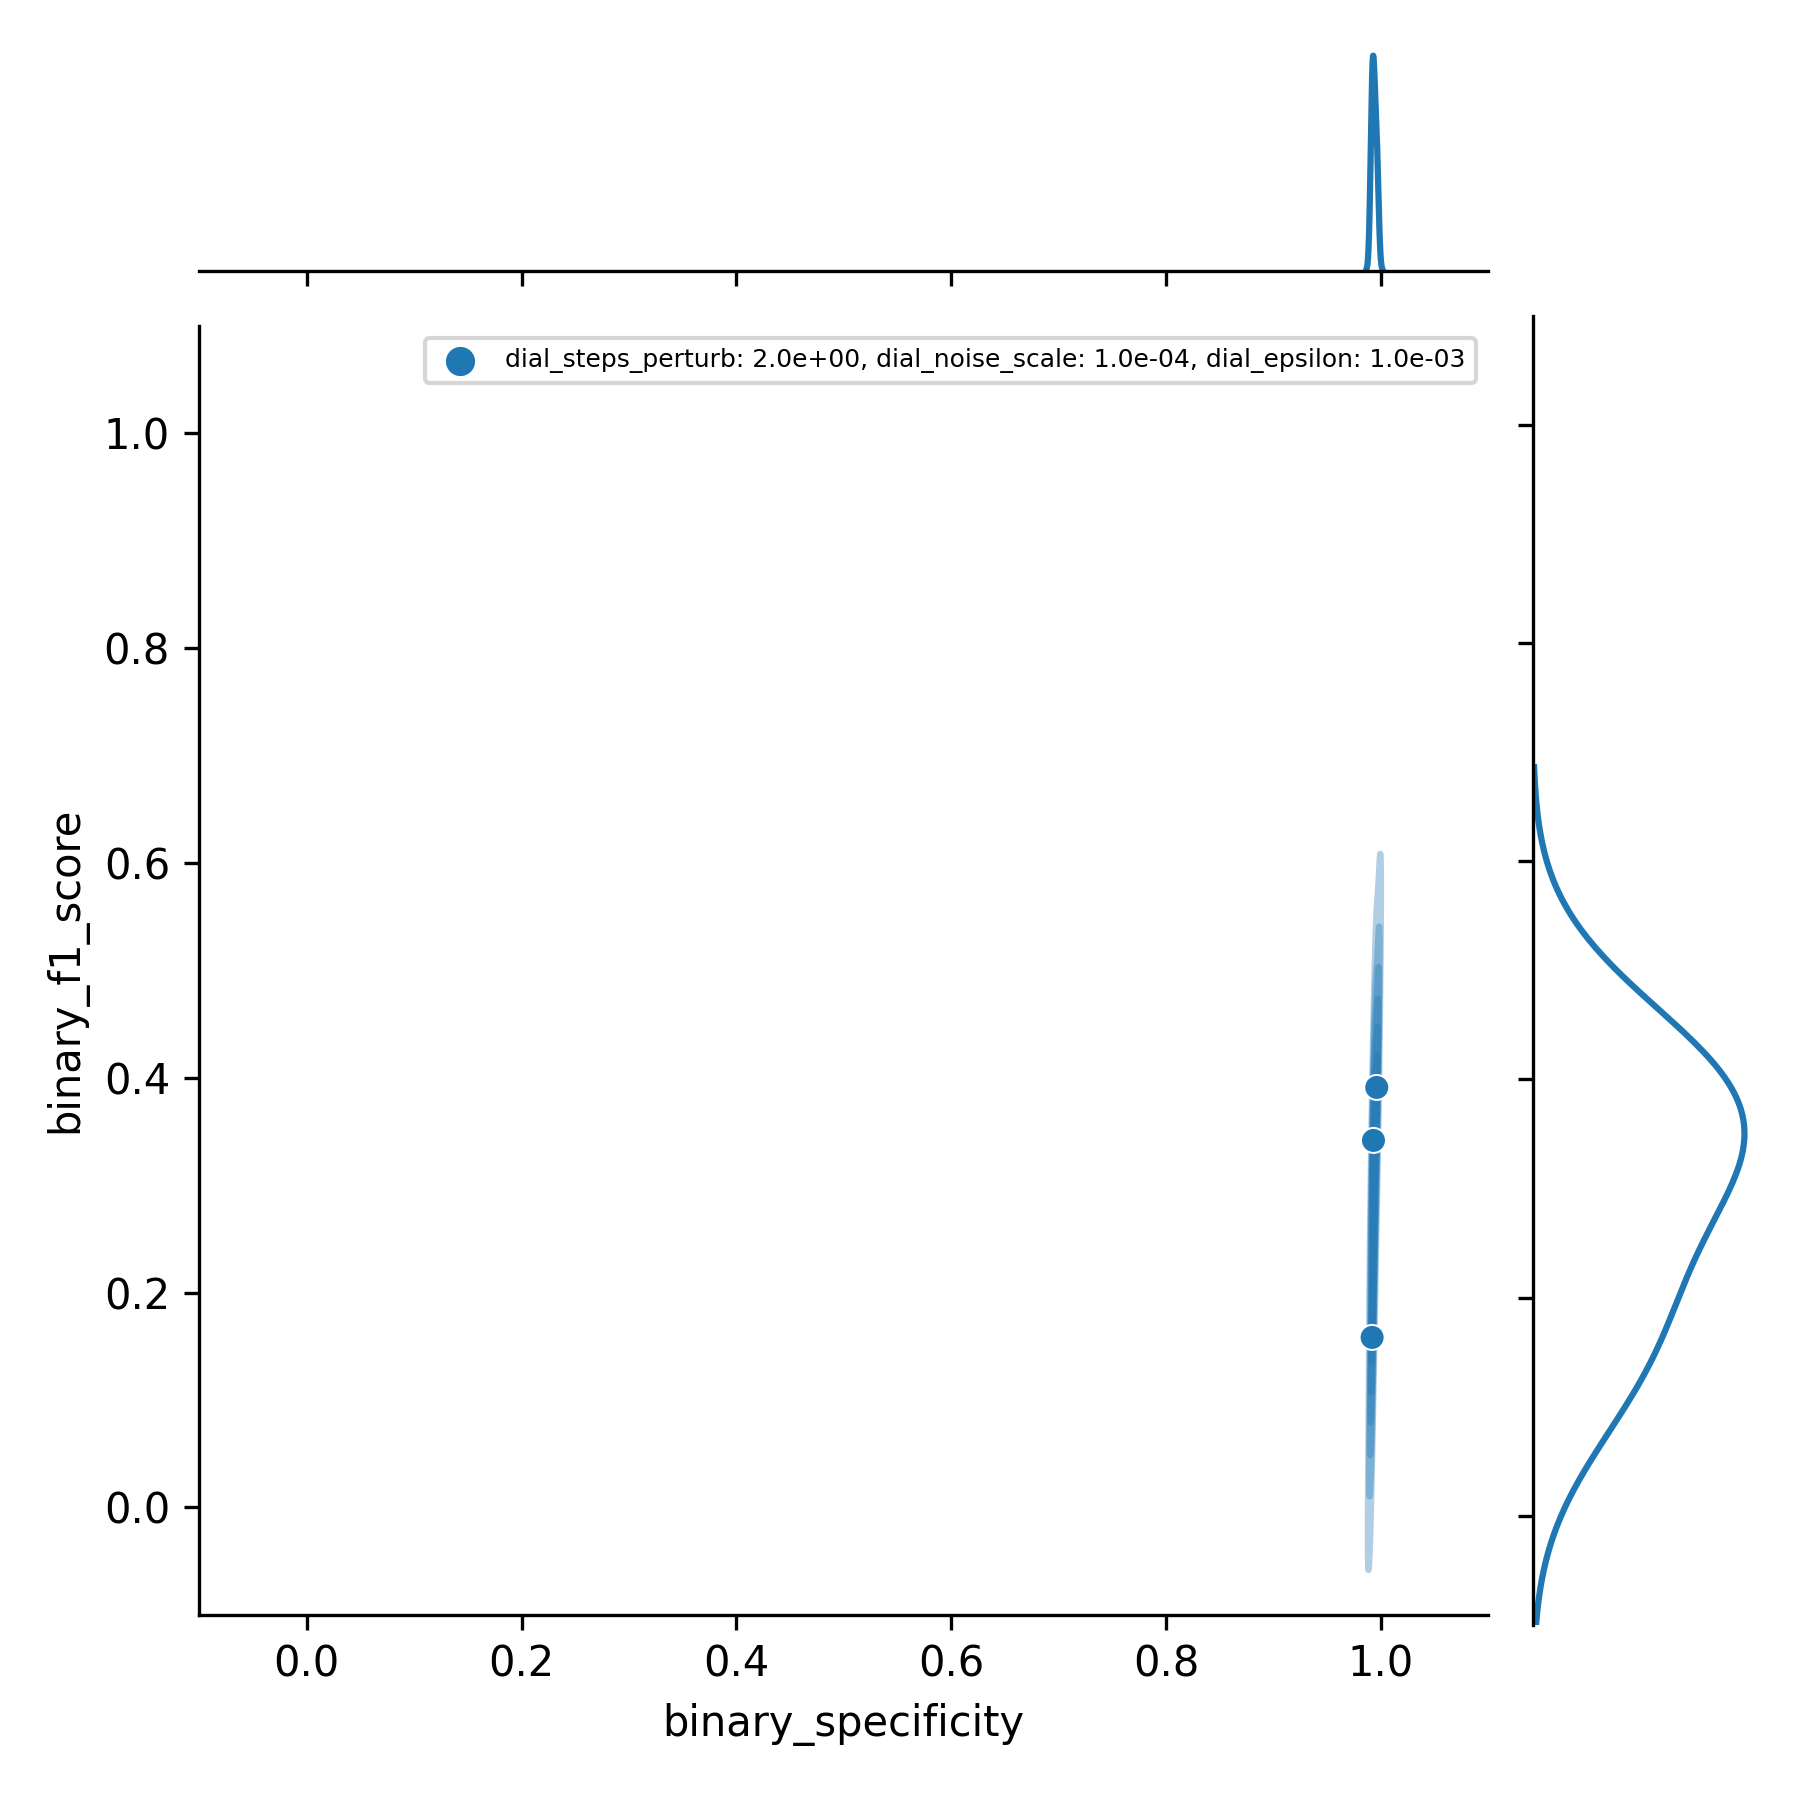 dial_steps_perturb: 2.0e+00, dial_noise_scale: 1.0e-04, dial_epsilon: 1.0e-03
1.0
0.8
0.6
0.4
0.2
0.0
binary_f1_score
0.0 0.2 0.4 0.6 0.8 1.0
binary_specificity